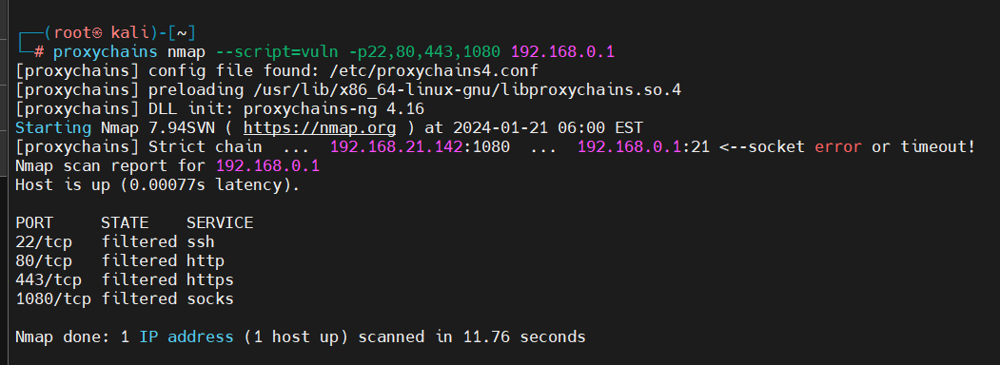 ┌──(root㉿ kali)-[~]
└─# proxychains nmap --script=vuln -p22,80,443,1080 192.168.0.1
[proxychains] config file found: /etc/proxychains4.conf
[proxychains] preloading /usr/lib/x86_64-linux-gnu/libproxychains.so.4
[proxychains] DLL init: proxychains-ng 4.16
Starting Nmap 7.94SVN ( https://nmap.org ) at 2024-01-21 06:00 EST
[proxychains] Strict chain  ...  192.168.21.142:1080  ...  192.168.0.1:21 <--socket error or timeout!
Nmap scan report for 192.168.0.1
Host is up (0.00077s latency).

PORT     STATE    SERVICE
22/tcp   filtered ssh
80/tcp   filtered http
443/tcp  filtered https
1080/tcp filtered socks

Nmap done: 1 IP address (1 host up) scanned in 11.76 seconds